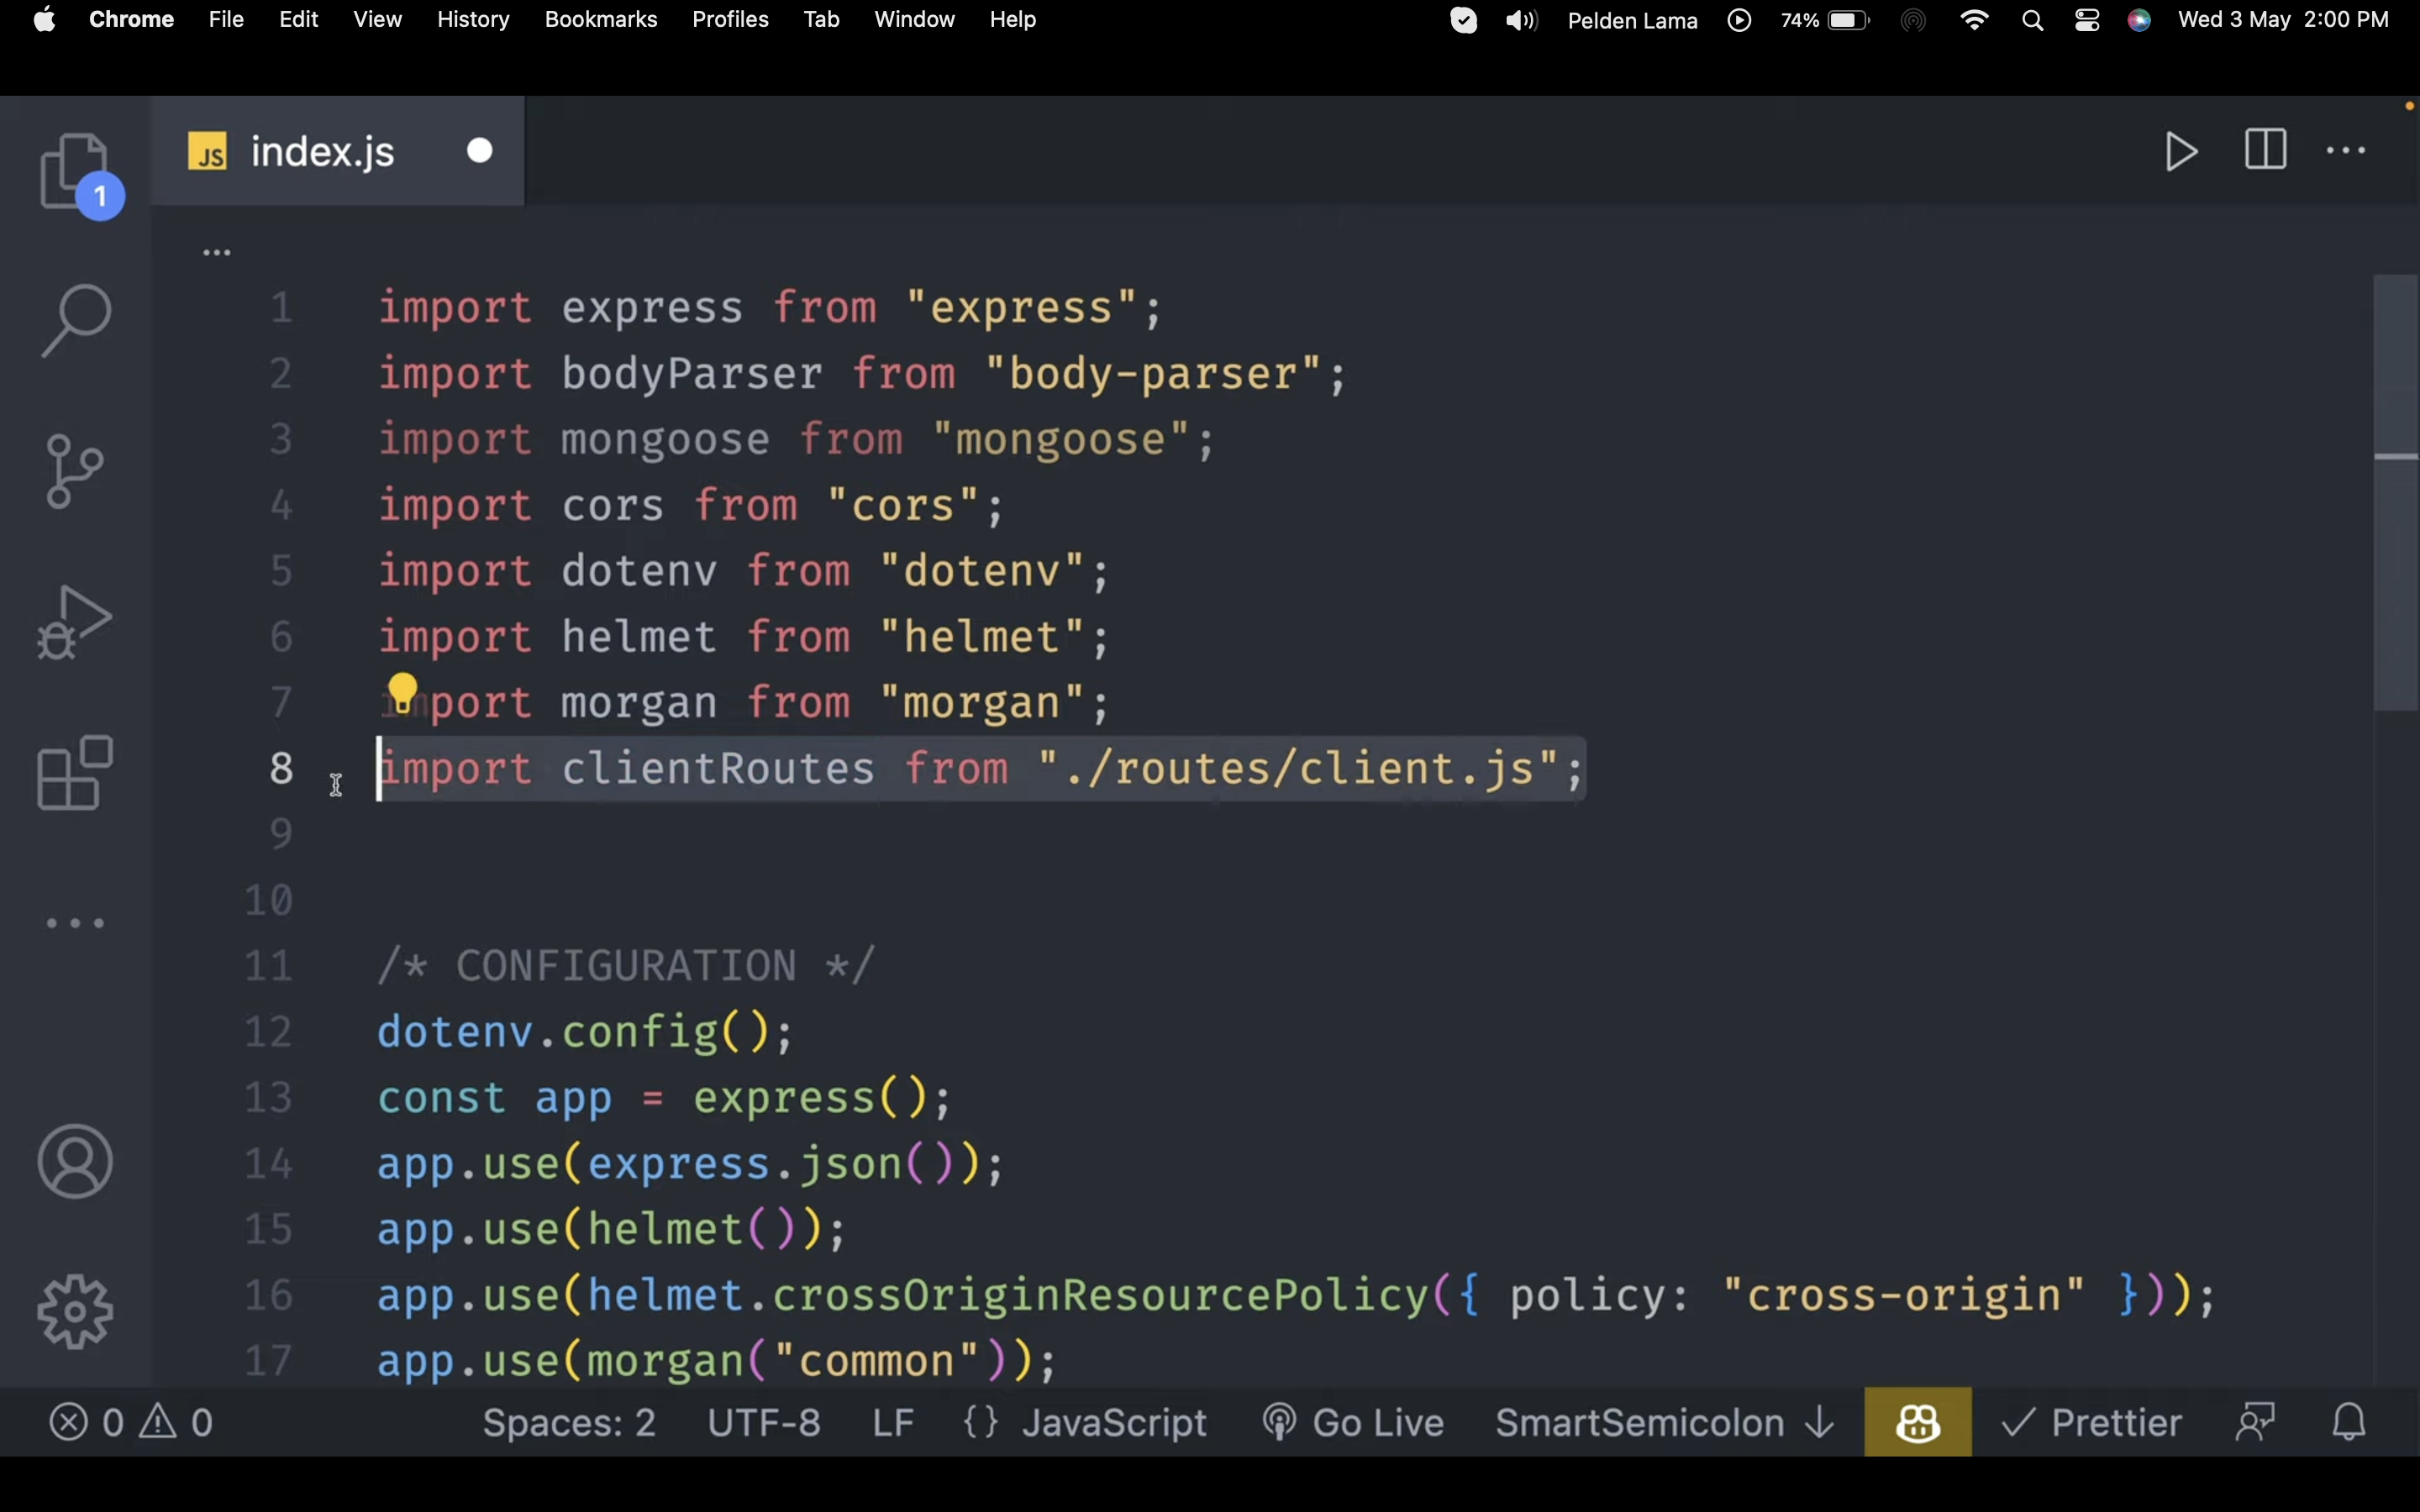 Chrome File Edit View History Bookmarks Profiles Tab Window Help Pelden Lama 74% Wed 3 May 2:00 PM
JS index.js
1
...
1 import express from "express";
2 import bodyParser from "body-parser";
3 import mongoose from "mongoose";
4 import cors from "cors";
5 import dotenv from "dotenv";
6 import helmet from "helmet";
7 import morgan from "morgan";
8 import clientRoutes from "./routes/client.js";
9
10
11 /* CONFIGURATION */
12 dotenv.config();
13 const app = express();
14 app.use(express.json());
15 app.use(helmet());
16 app.use(helmet.crossOriginResourcePolicy({ policy: "cross-origin" }));
17 app.use(morgan("common"));
0 0 Spaces: 2 UTF-8 LF {} JavaScript Go Live SmartSemicolon ↓ ✓ Prettier